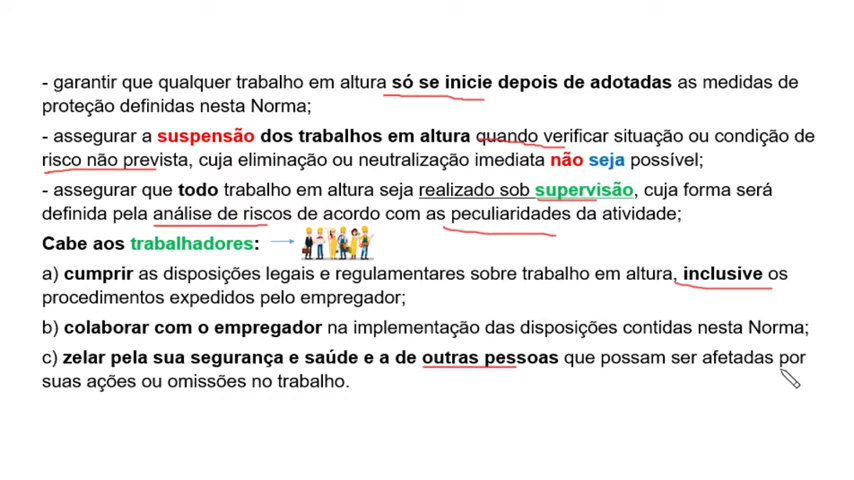 - garantir que qualquer trabalho em altura só se inicie depois de adotadas as medidas de
proteção definidas nesta Norma;
- assegurar a suspensão dos trabalhos em altura quando verificar situação ou condição de
risco não prevista, cuja eliminação ou neutralização imediata não seja possível;
- assegurar que todo trabalho em altura seja realizado sob supervisão, cuja forma será
definida pela análise de riscos de acordo com as peculiaridades da atividade;
Cabe aos trabalhadores:
a) cumprir as disposições legais e regulamentares sobre trabalho em altura, inclusive os
procedimentos expedidos pelo empregador;
b) colaborar com o empregador na implementação das disposições contidas nesta Norma;
c) zelar pela sua segurança e saúde e a de outras pessoas que possam ser afetadas por
suas ações ou omissões no trabalho.